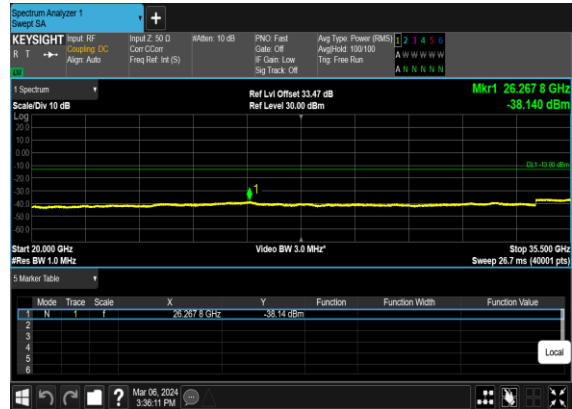 Spectrum Analyzer 1
Swept SA
+
KEYSIGHT
R T
LXI
Input: RF
Coupling: DC
Align: Auto
Input Z: 50 Ω
Corr CCorr
Freq Ref: Int (S)
#Atten: 10 dB
PNO: Fast
Gate: Off
IF Gain: Low
Sig Track: Off
Avg Type: Power (RMS)
Avg|Hold: 100/100
Trig: Free Run
1 2 3 4 5 6
A W W W W W
A N N N N N
1 Spectrum
Scale/Div 10 dB
Ref Lvl Offset 33.47 dB
Ref Level 30.00 dBm
Mkr1 26.267 8 GHz
-38.140 dBm
Log
20.0
10.0
0.00
-10.0
DL1 -13.00 dBm
-20.0
-30.0
1
-40.0
-50.0
-60.0
Start 20.000 GHz
#Res BW 1.0 MHz
Video BW 3.0 MHz*
Stop 35.500 GHz
Sweep 26.7 ms (40001 pts)
5 Marker Table
Mode Trace Scale X Y Function Function Width Function Value
1 N 1 f 26.267 8 GHz -38.14 dBm
2
3
4
5
6
Local
?
Mar 06, 2024
3:36:11 PM